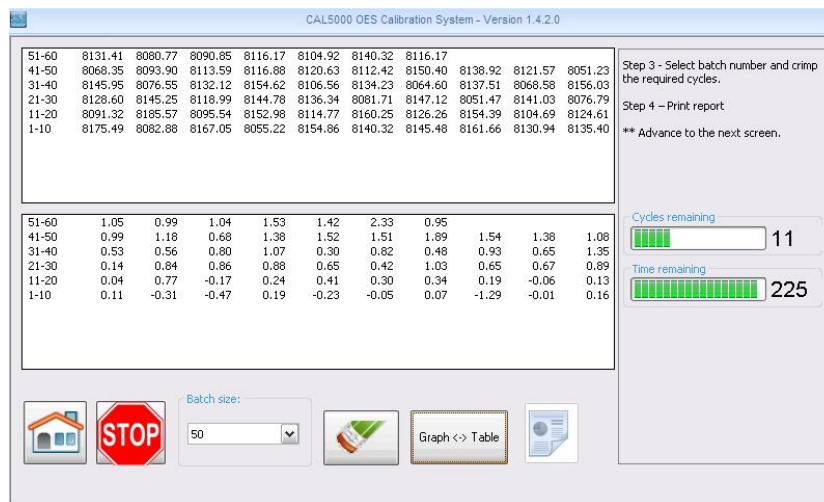 CAL5000 OES Calibration System - Version 1.4.2.0
51-60 8131.41 8080.77 8090.85 8116.17 8104.92 8140.32 8116.17
41-50 8068.35 8093.90 8113.59 8116.88 8120.63 8112.42 8150.40 8138.92 8121.57 8051.23
31-40 8145.95 8076.55 8132.12 8154.62 8106.56 8134.23 8064.60 8137.51 8068.58 8156.03
21-30 8128.60 8145.25 8118.99 8144.78 8136.34 8081.71 8147.12 8051.47 8141.03 8076.79
11-20 8091.32 8185.57 8095.54 8152.98 8114.77 8160.25 8126.26 8154.39 8104.69 8124.61
1-10 8175.49 8082.88 8167.05 8055.22 8154.86 8140.32 8145.48 8161.66 8130.94 8135.40
51-60 1.05 0.99 1.04 1.53 1.42 2.33 0.95
41-50 0.99 1.18 0.68 1.38 1.52 1.51 1.89 1.54 1.38 1.08
31-40 0.53 0.56 0.80 1.07 0.30 0.82 0.48 0.93 0.65 1.35
21-30 0.14 0.84 0.86 0.88 0.65 0.42 1.03 0.65 0.67 0.89
11-20 0.04 0.77 -0.17 0.24 0.41 0.30 0.34 0.19 -0.06 0.13
1-10 0.11 -0.31 -0.47 0.19 -0.23 -0.05 0.07 -1.29 -0.01 0.16
Step 3 - Select batch number and crimp
the required cycles.
Step 4 – Print report
** Advance to the next screen.
Cycles remaining
11
Time remaining
225
STOP
Batch size:
50
Graph <-> Table